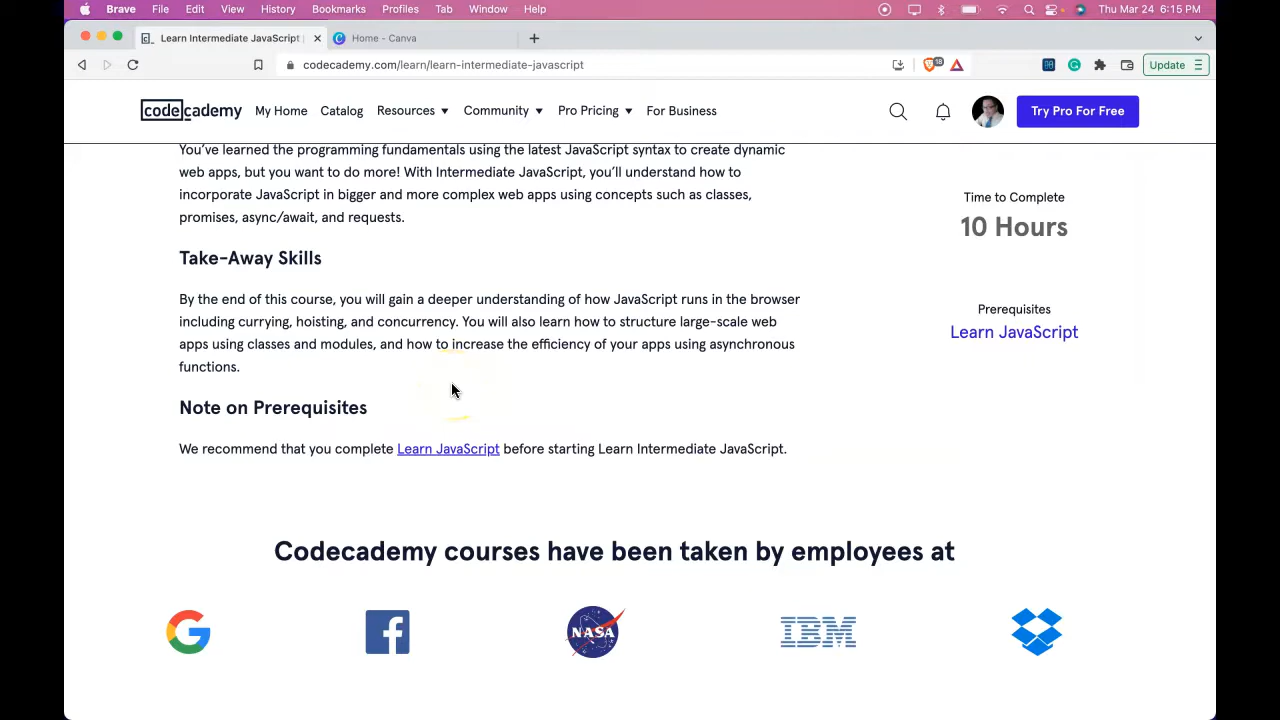 Brave File Edit View History Bookmarks Profiles Tab Window Help Thu Mar 24 6:15 PM
Learn Intermediate JavaScript | Home - Canva
codecademy.com/learn/learn-intermediate-javascript 18 Update
codecademy My Home Catalog Resources Community Pro Pricing For Business Try Pro For Free
You've learned the programming fundamentals using the latest JavaScript syntax to create dynamic
web apps, but you want to do more! With Intermediate JavaScript, you'll understand how to
incorporate JavaScript in bigger and more complex web apps using concepts such as classes,
promises, async/await, and requests.
Time to Complete
10 Hours
Take-Away Skills
By the end of this course, you will gain a deeper understanding of how JavaScript runs in the browser
including currying, hoisting, and concurrency. You will also learn how to structure large-scale web
apps using classes and modules, and how to increase the efficiency of your apps using asynchronous
functions.
Prerequisites
Learn JavaScript
Note on Prerequisites
We recommend that you complete Learn JavaScript before starting Learn Intermediate JavaScript.
Codecademy courses have been taken by employees at
NASA IBM